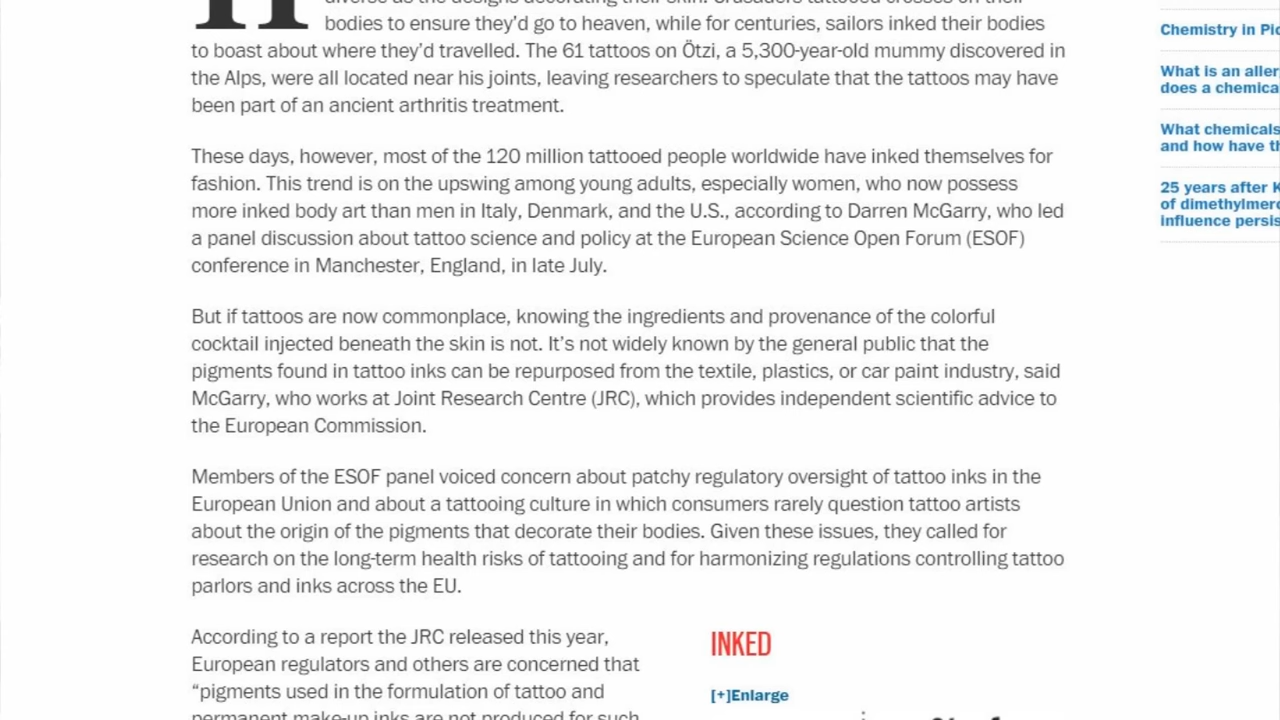 bodies to ensure they'd go to heaven, while for centuries, sailors inked their bodies
to boast about where they'd travelled. The 61 tattoos on Ötzi, a 5,300-year-old mummy discovered in
the Alps, were all located near his joints, leaving researchers to speculate that the tattoos may have
been part of an ancient arthritis treatment.
These days, however, most of the 120 million tattooed people worldwide have inked themselves for
fashion. This trend is on the upswing among young adults, especially women, who now possess
more inked body art than men in Italy, Denmark, and the U.S., according to Darren McGarry, who led
a panel discussion about tattoo science and policy at the European Science Open Forum (ESOF)
conference in Manchester, England, in late July.
But if tattoos are now commonplace, knowing the ingredients and provenance of the colorful
cocktail injected beneath the skin is not. It's not widely known by the general public that the
pigments found in tattoo inks can be repurposed from the textile, plastics, or car paint industry, said
McGarry, who works at Joint Research Centre (JRC), which provides independent scientific advice to
the European Commission.
Members of the ESOF panel voiced concern about patchy regulatory oversight of tattoo inks in the
European Union and about a tattooing culture in which consumers rarely question tattoo artists
about the origin of the pigments that decorate their bodies. Given these issues, they called for
research on the long-term health risks of tattooing and for harmonizing regulations controlling tattoo
parlors and inks across the EU.
According to a report the JRC released this year,
European regulators and others are concerned that
“pigments used in the formulation of tattoo and
permanent make-up inks are not produced for such
INKED
[+]Enlarge
Chemistry in Pic
What is an aller
does a chemica
What chemicals
and how have th
25 years after K
of dimethylmerc
influence persis